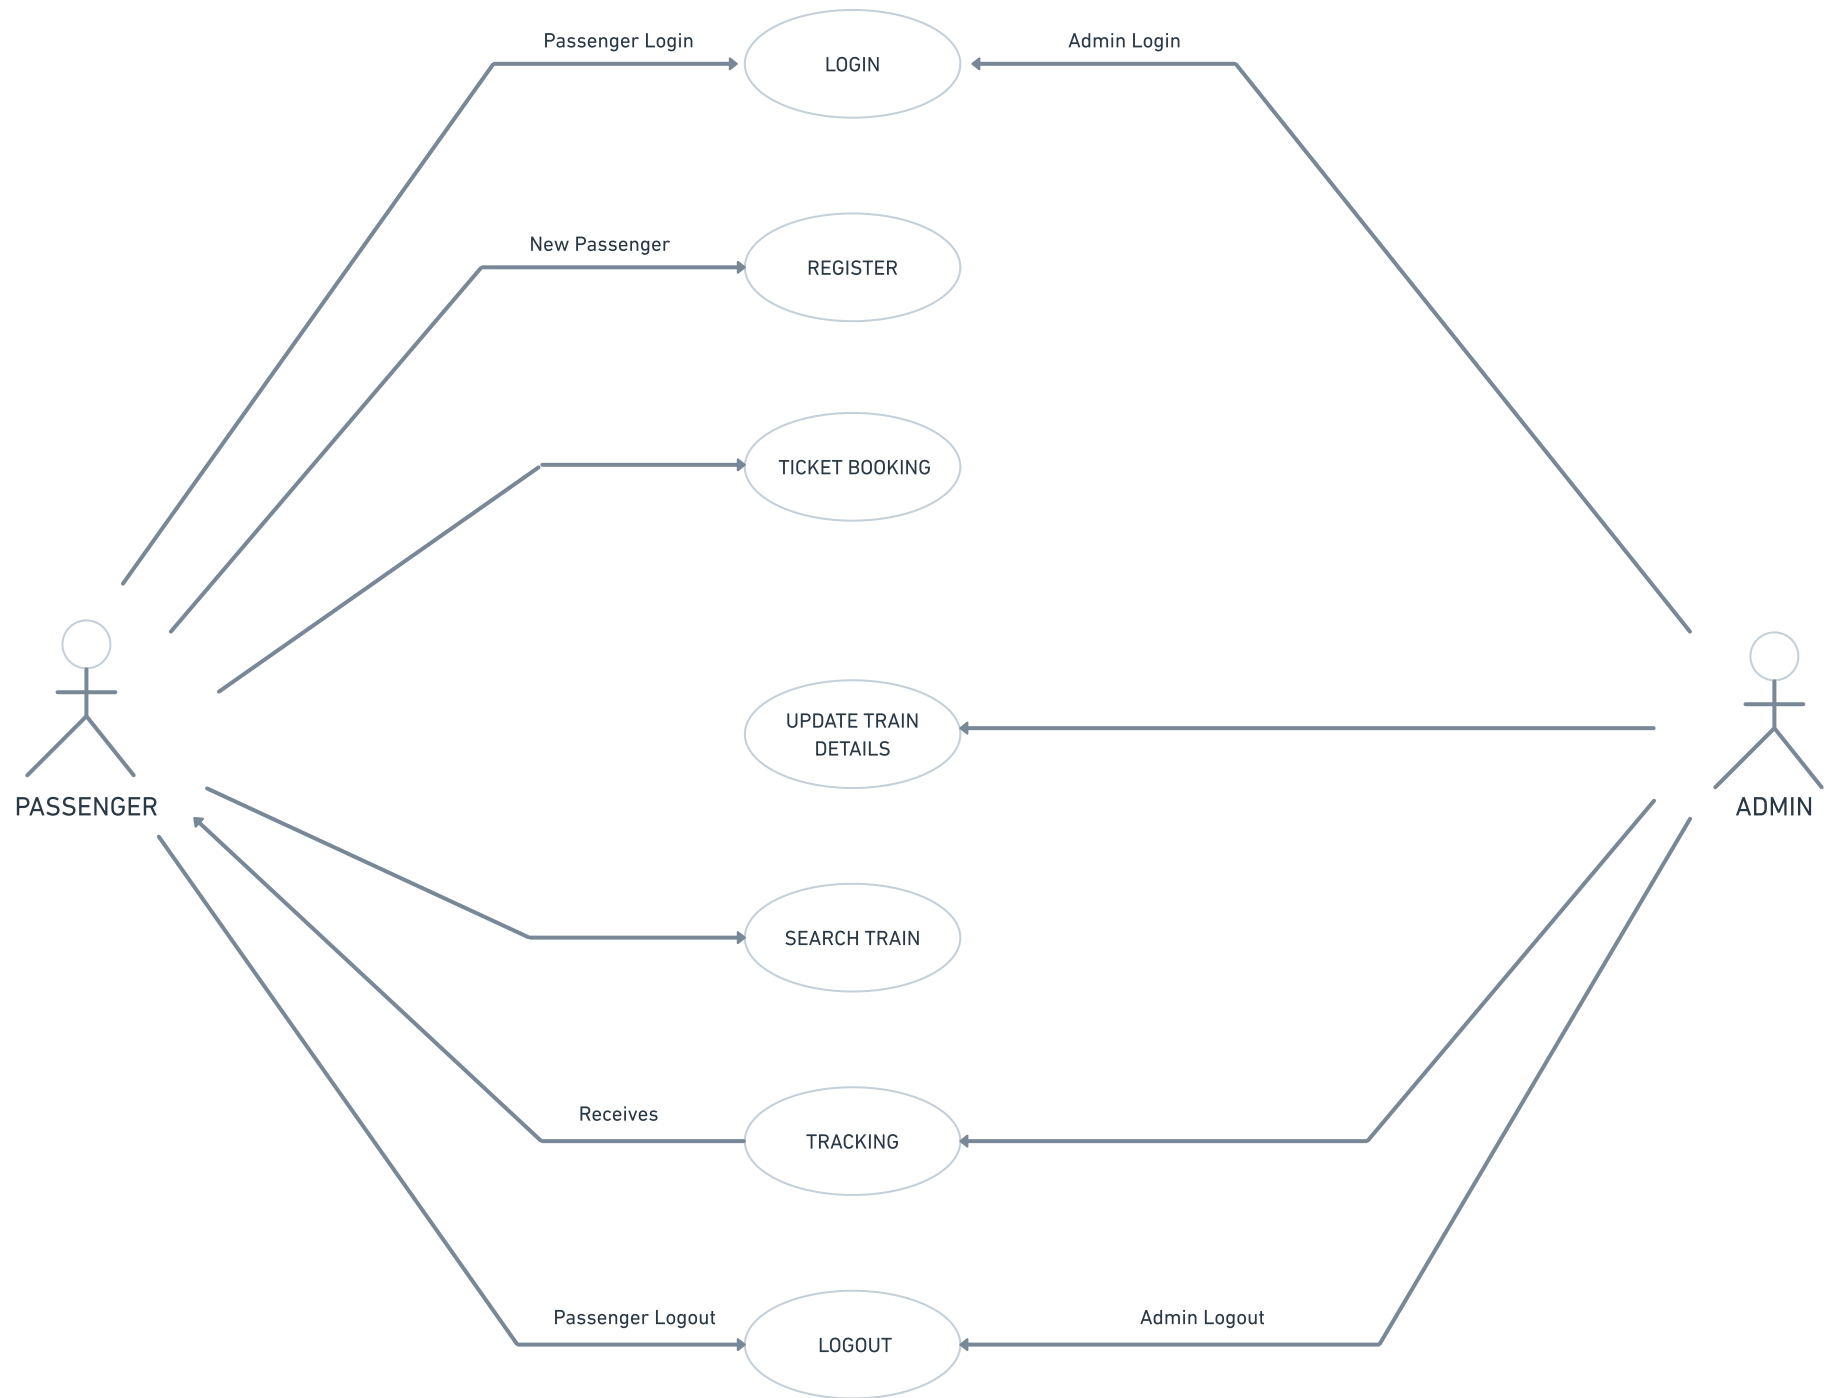 Passenger Login
Admin Login
LOGIN
New Passenger
REGISTER
TICKET BOOKING
UPDATE TRAIN
DETAILS
PASSENGER
ADMIN
SEARCH TRAIN
Receives
TRACKING
Passenger Logout
Admin Logout
LOGOUT